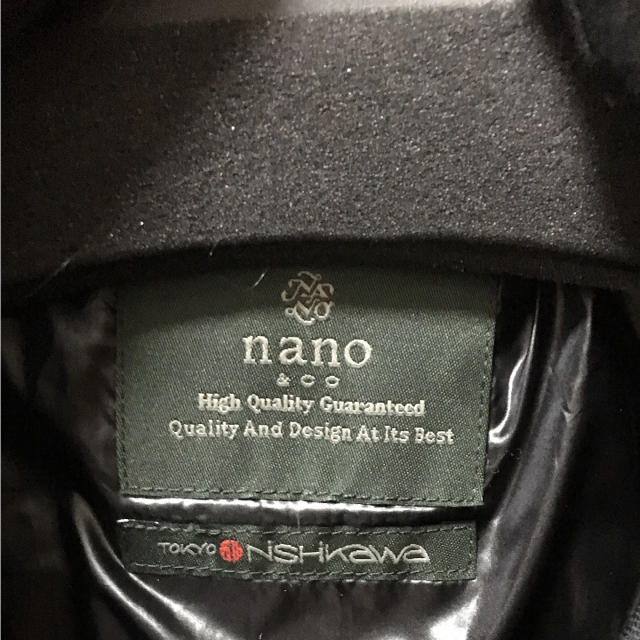 nano
& CO
High Quality Guaranteed
Quality And Design At Its Best
TOKYO NiSHiKaWa